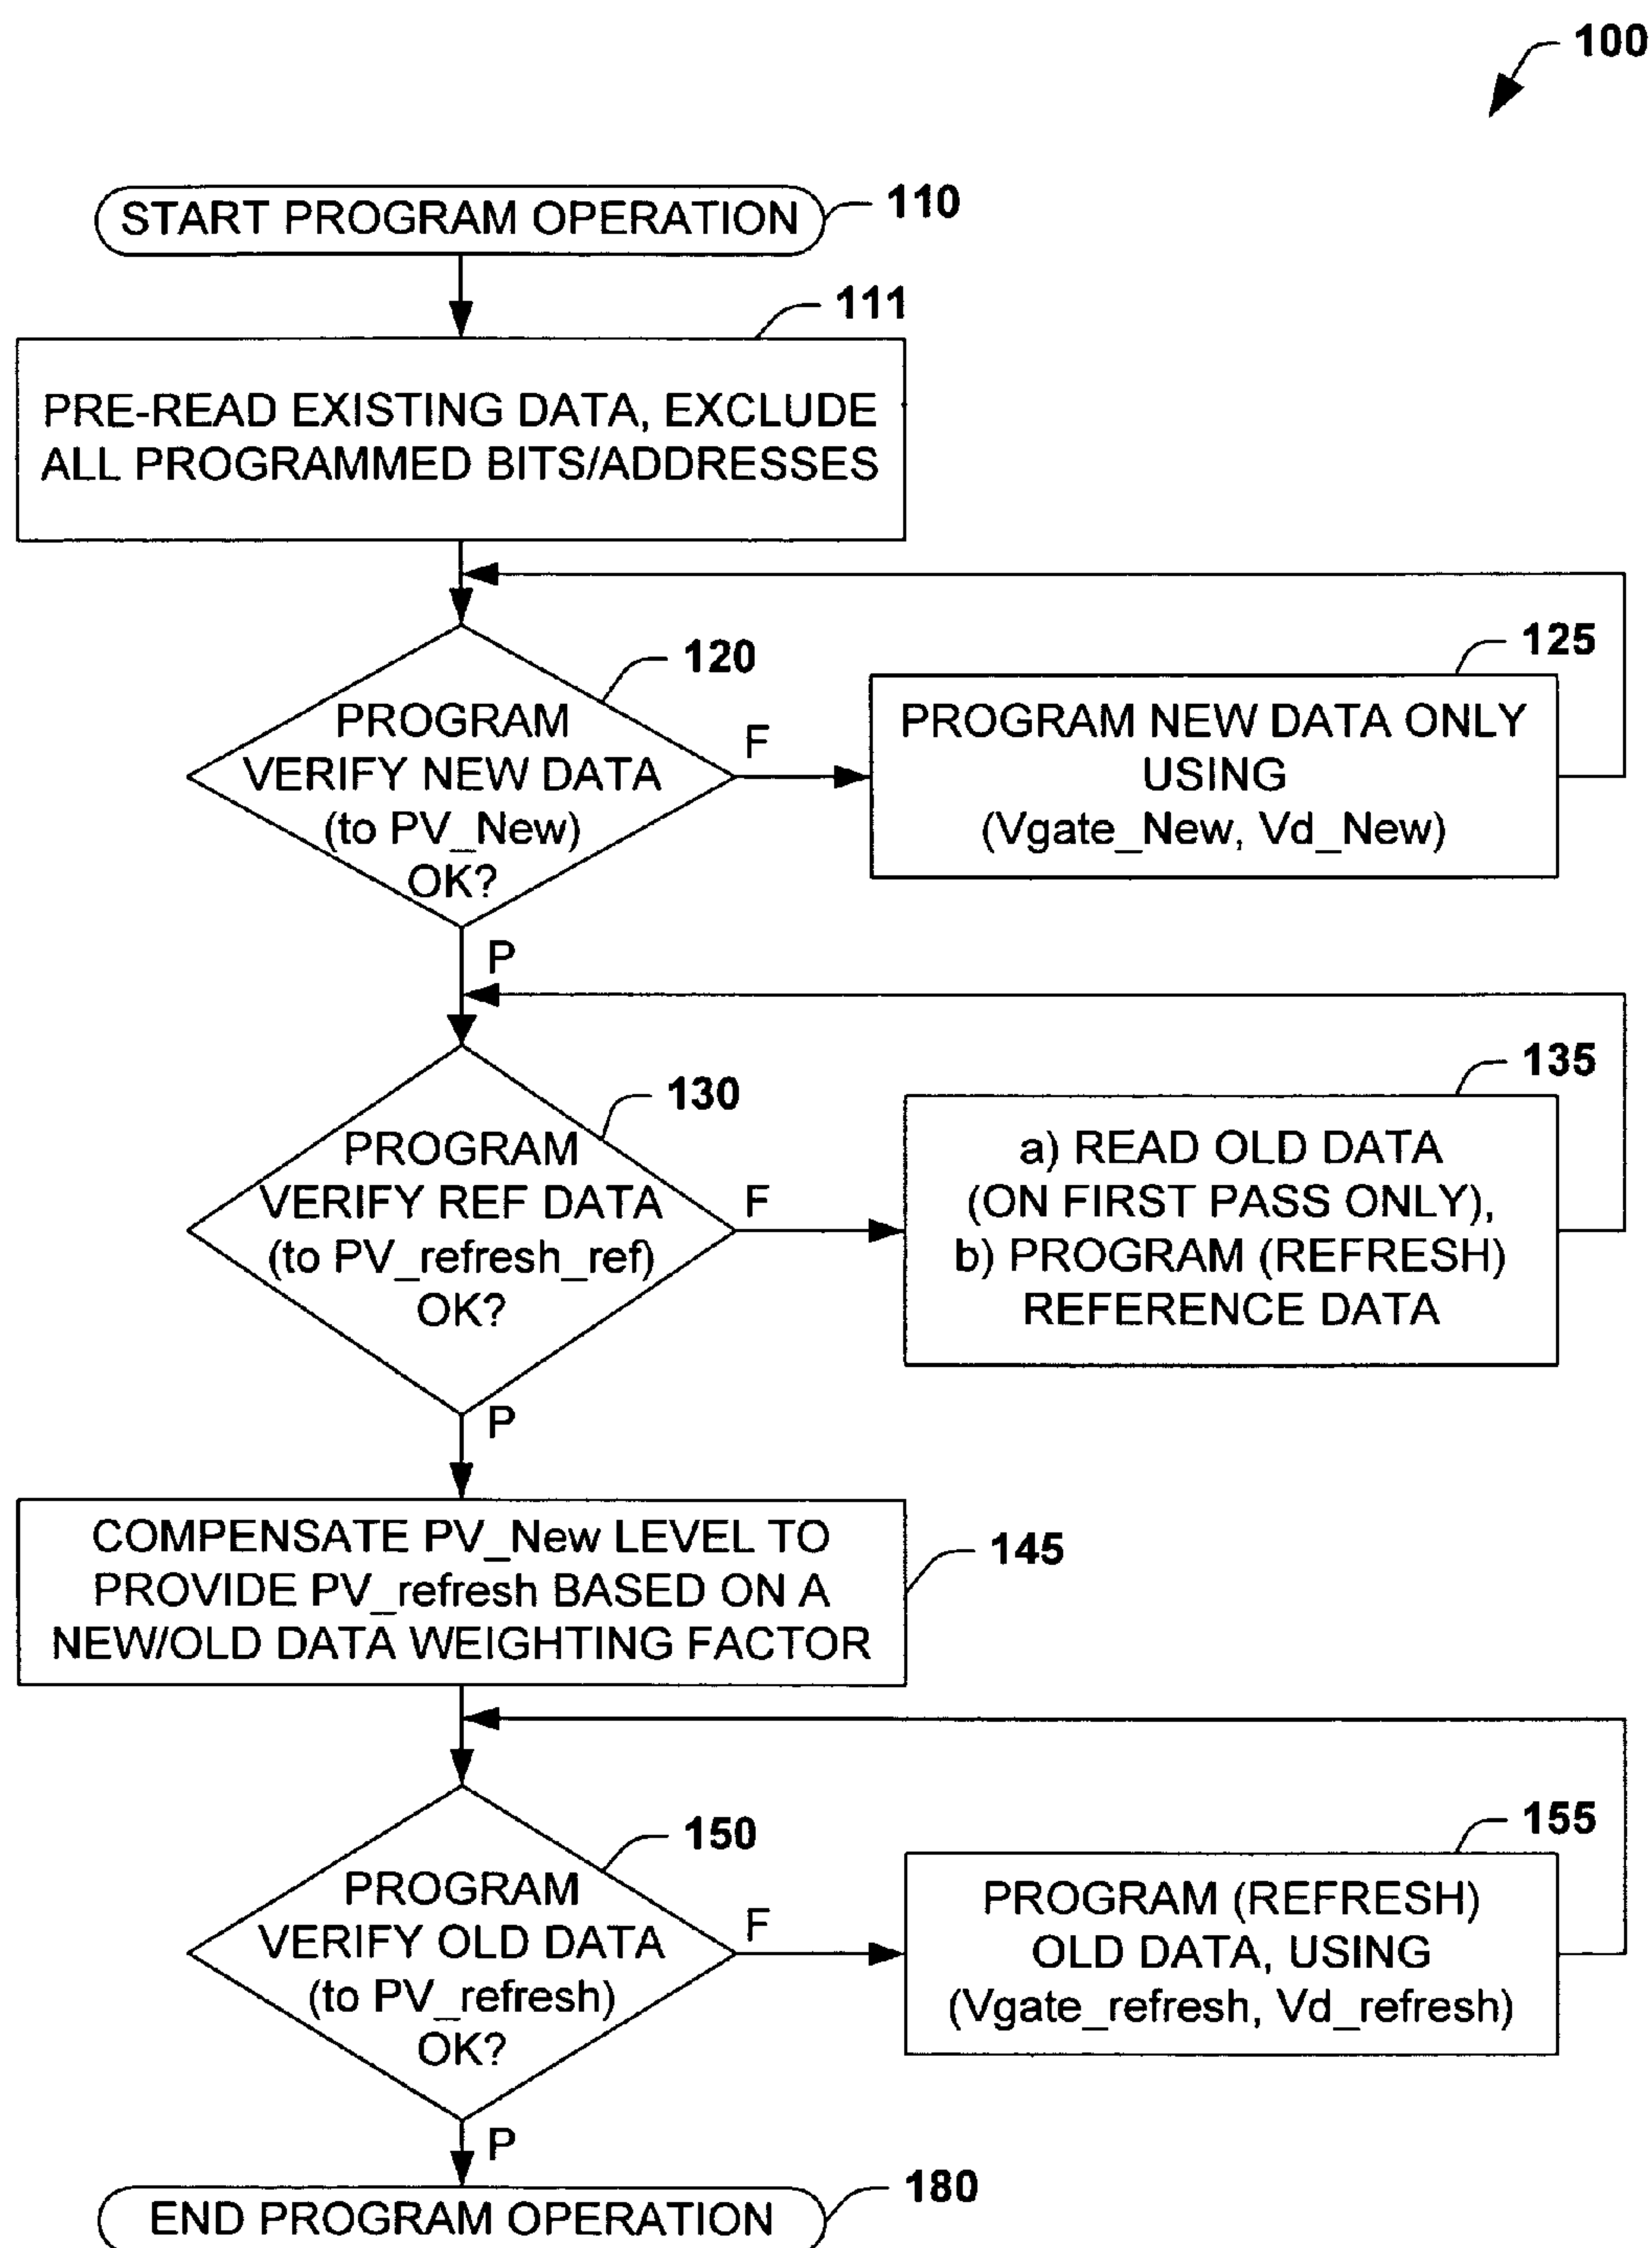 100
START PROGRAM OPERATION
110
111
PRE-READ EXISTING DATA, EXCLUDE
ALL PROGRAMMED BITS/ADDRESSES
120
PROGRAM
VERIFY NEW DATA
(to PV_New)
OK?
F
125
PROGRAM NEW DATA ONLY
USING
(Vgate_New, Vd_New)
P
130
PROGRAM
VERIFY REF DATA
(to PV_refresh_ref)
OK?
F
135
a) READ OLD DATA
(ON FIRST PASS ONLY),
b) PROGRAM (REFRESH)
REFERENCE DATA
P
COMPENSATE PV_New LEVEL TO
PROVIDE PV_refresh BASED ON A
NEW/OLD DATA WEIGHTING FACTOR
145
150
PROGRAM
VERIFY OLD DATA
(to PV_refresh)
OK?
F
155
PROGRAM (REFRESH)
OLD DATA, USING
(Vgate_refresh, Vd_refresh)
P
END PROGRAM OPERATION
180